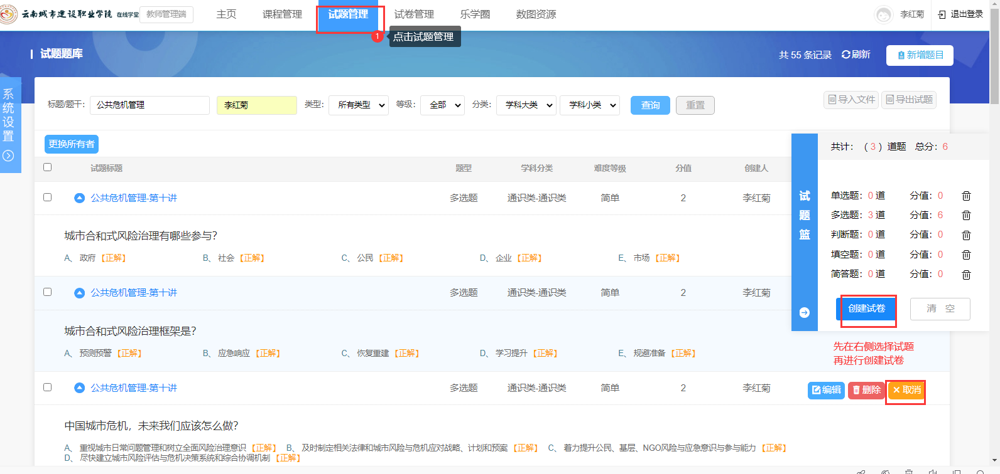 云南城市建设职业学院 在线学堂 教师管理端 主页 课程管理 试题管理 试卷管理 乐学圈 数图资源 李红菊 退出登录
1 点击试题管理
试题题库 共 55 条记录 刷新 新增题目
系统设置
标题/题干: 公共危机管理 李红菊 类型: 所有类型 等级: 全部 分类: 学科大类 学科小类 查询 重置 导入文件 导出试题
更换所有者
试题标题 题型 学科分类 难度等级 分值 创建人
公共危机管理-第十讲 多选题 通识类-通识类 简单 2 李红菊
城市合和式风险治理有哪些参与?
A、 政府 【正解】 B、 社会 【正解】 C、 公民 【正解】 D、 企业 【正解】 E、 市场 【正解】
公共危机管理-第十讲 多选题 通识类-通识类 简单 2 李红菊
城市合和式风险治理框架是?
A、 预测预警 【正解】 B、 应急响应 【正解】 C、 恢复重建 【正解】 D、 学习提升 【正解】 E、 规避准备 【正解】
公共危机管理-第十讲 多选题 通识类-通识类 简单 2 李红菊 编辑 删除 取消
中国城市危机，未来我们应该怎么做?
A、 重视城市日常问题管理和树立全面风险治理意识 【正解】 B、 及时制定相关法律和城市风险与危机应对战略、计划和预案 【正解】 C、 着力提升公民、基层、NGO风险与应急意识与参与能力 【正解】
D、 尽快建立城市风险评估与危机决策系统和综合协调机制 【正解】
试题篮
共计： （3）道题 总分：6
单选题：0 道 分值：0
多选题：3 道 分值：6
判断题：0 道 分值：0
填空题：0 道 分值：0
简答题：0 道 分值：0
创建试卷 清 空
先在右侧选择试题
再进行创建试卷